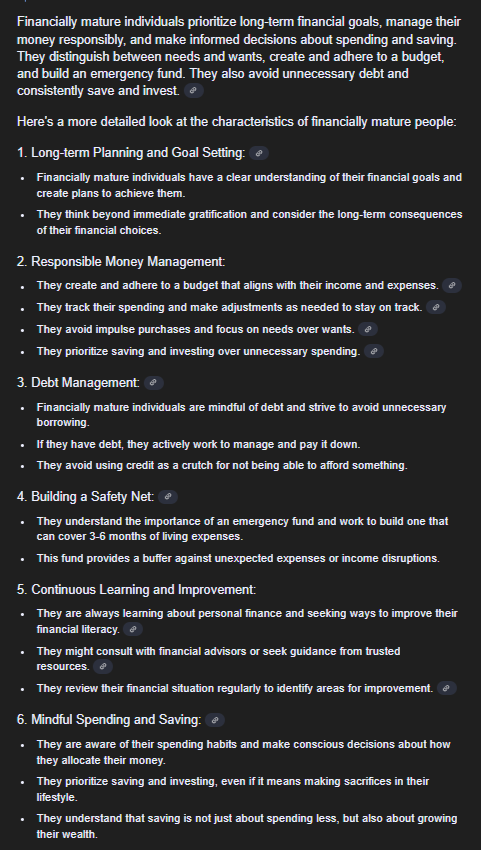 Financially mature individuals prioritize long-term financial goals, manage their
money responsibly, and make informed decisions about spending and saving.
They distinguish between needs and wants, create and adhere to a budget,
and build an emergency fund. They also avoid unnecessary debt and
consistently save and invest.
Here's a more detailed look at the characteristics of financially mature people:
1. Long-term Planning and Goal Setting:
• Financially mature individuals have a clear understanding of their financial goals and
create plans to achieve them.
• They think beyond immediate gratification and consider the long-term consequences
of their financial choices.
2. Responsible Money Management:
• They create and adhere to a budget that aligns with their income and expenses.
• They track their spending and make adjustments as needed to stay on track.
• They avoid impulse purchases and focus on needs over wants.
• They prioritize saving and investing over unnecessary spending.
3. Debt Management:
• Financially mature individuals are mindful of debt and strive to avoid unnecessary
borrowing.
• If they have debt, they actively work to manage and pay it down.
• They avoid using credit as a crutch for not being able to afford something.
4. Building a Safety Net:
• They understand the importance of an emergency fund and work to build one that
can cover 3-6 months of living expenses.
• This fund provides a buffer against unexpected expenses or income disruptions.
5. Continuous Learning and Improvement:
• They are always learning about personal finance and seeking ways to improve their
financial literacy.
• They might consult with financial advisors or seek guidance from trusted
resources.
• They review their financial situation regularly to identify areas for improvement.
6. Mindful Spending and Saving:
• They are aware of their spending habits and make conscious decisions about how
they allocate their money.
• They prioritize saving and investing, even if it means making sacrifices in their
lifestyle.
• They understand that saving is not just about spending less, but also about growing
their wealth.